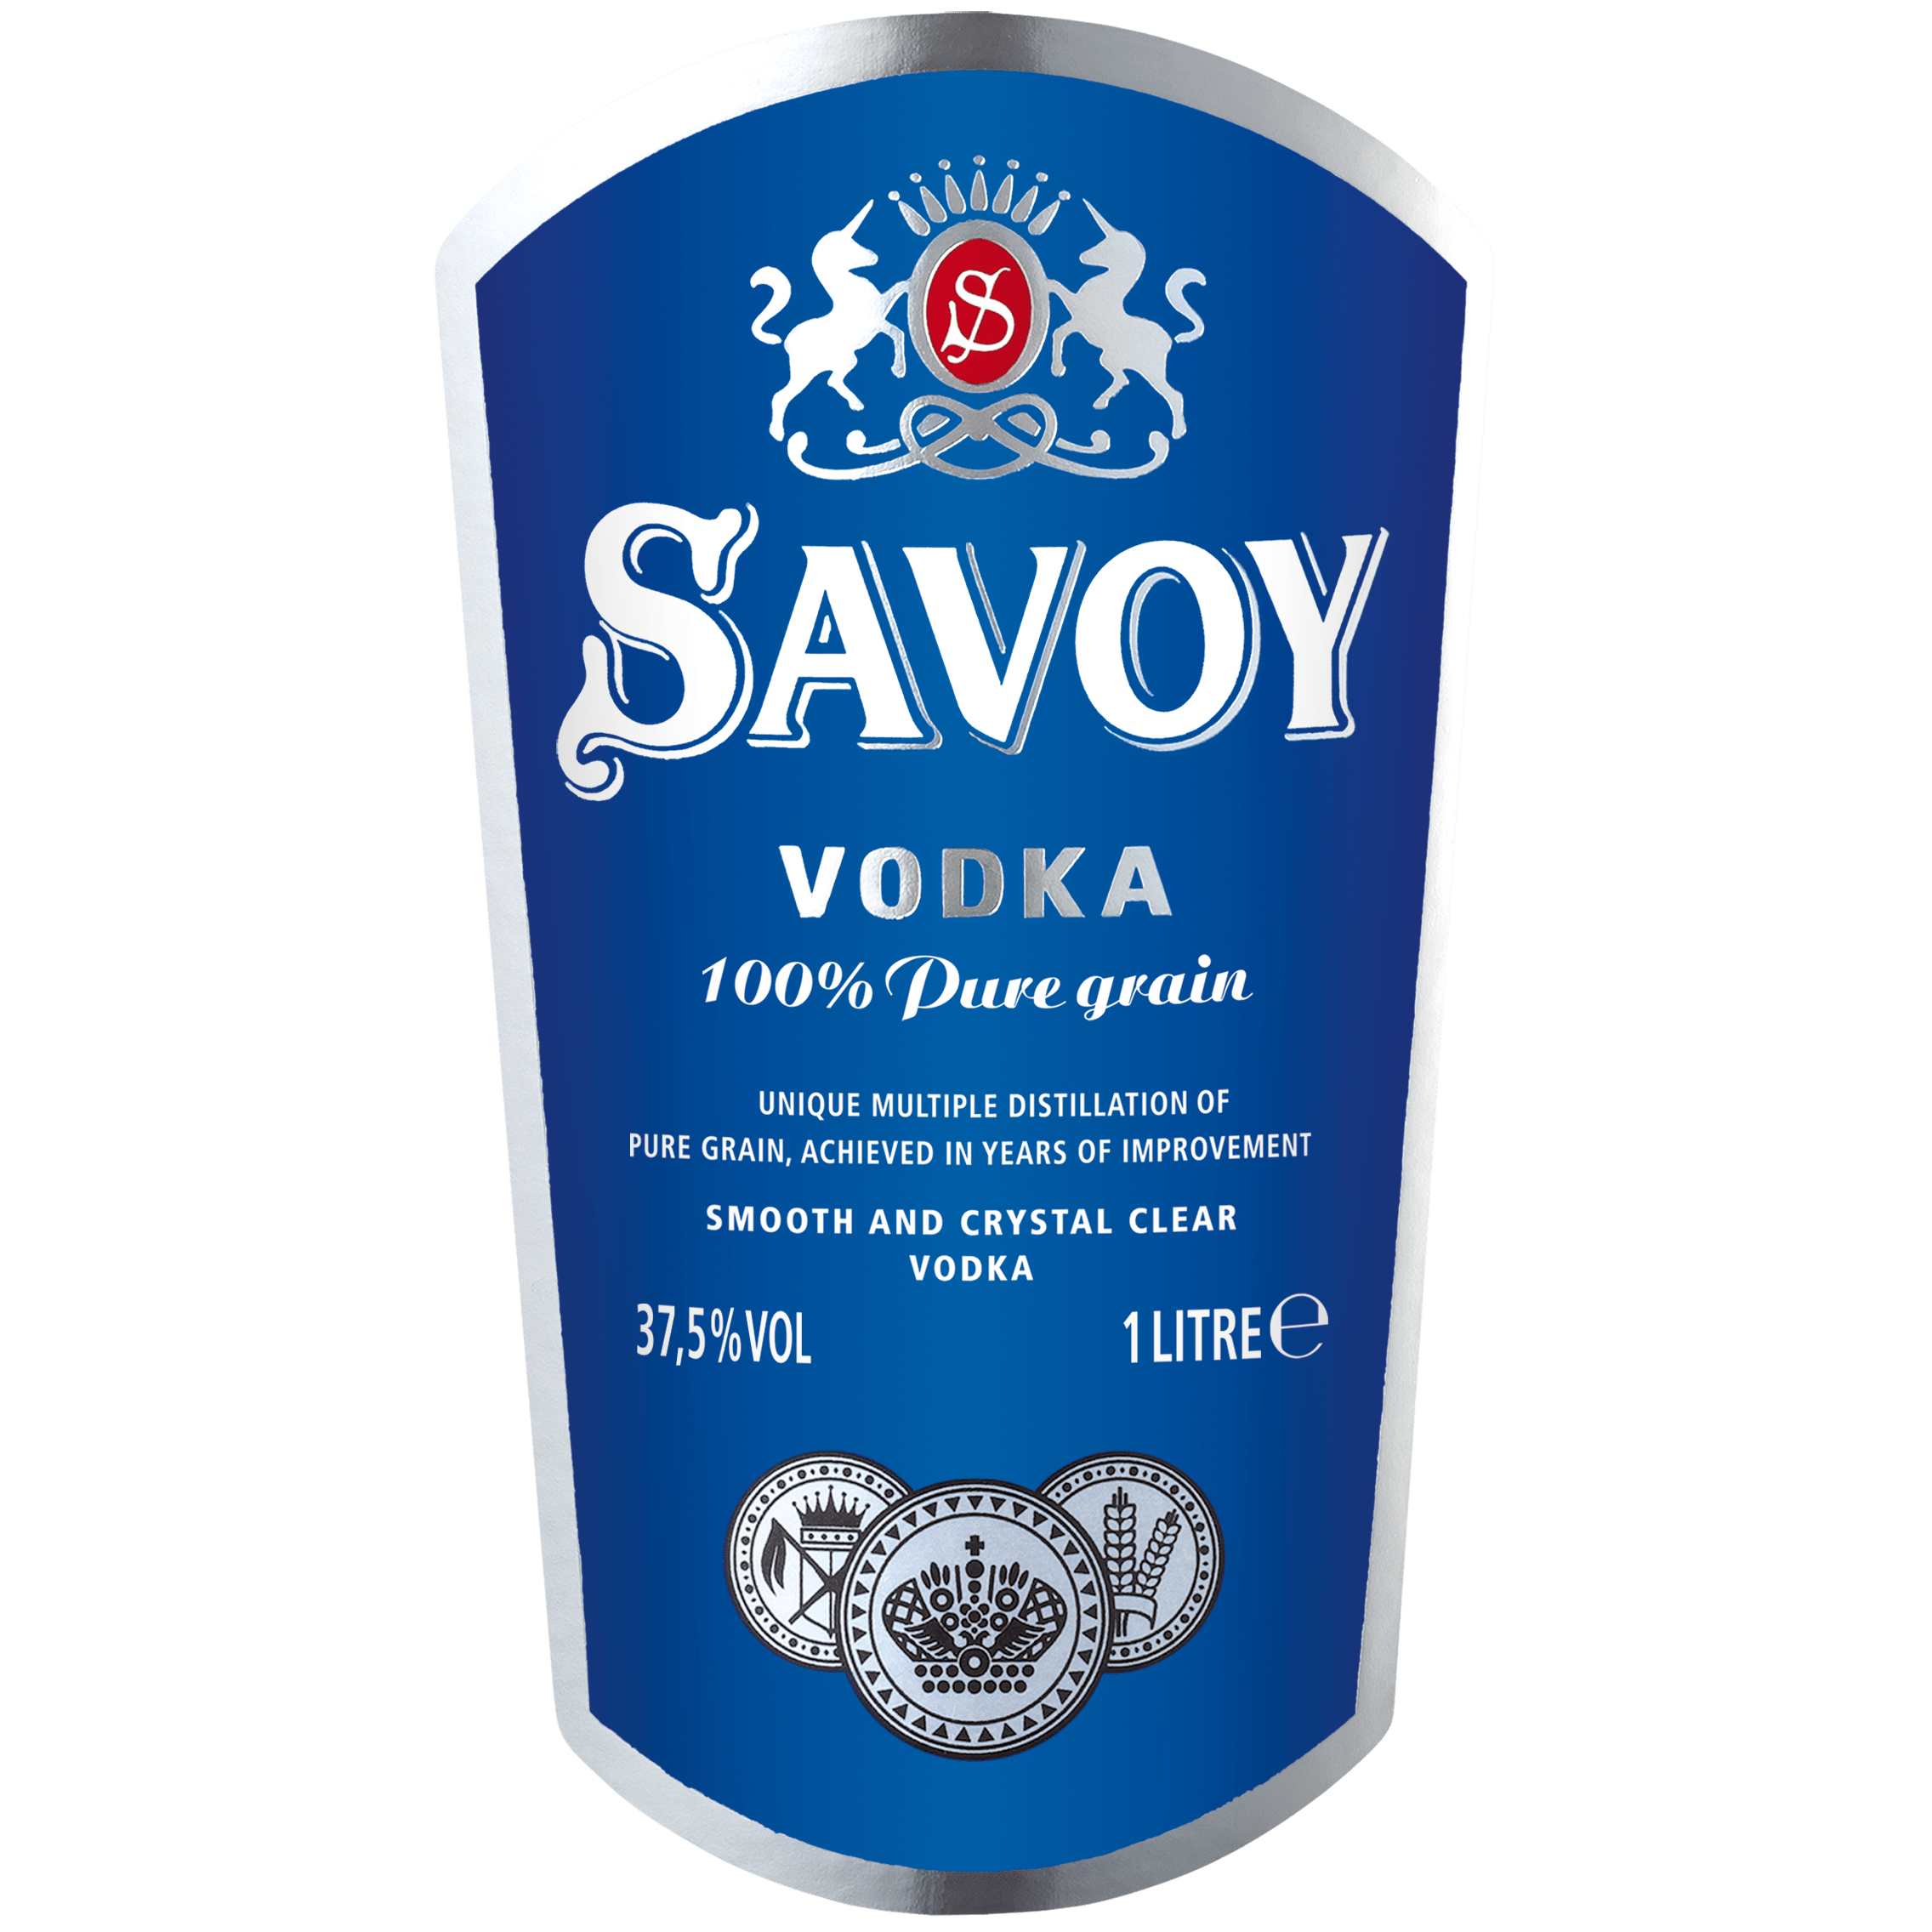 S
SAVOY
VODKA
100% Pure grain
UNIQUE MULTIPLE DISTILLATION OF
PURE GRAIN, ACHIEVED IN YEARS OF IMPROVEMENT
SMOOTH AND CRYSTAL CLEAR
VODKA
37,5% VOL 1 LITRE ℮